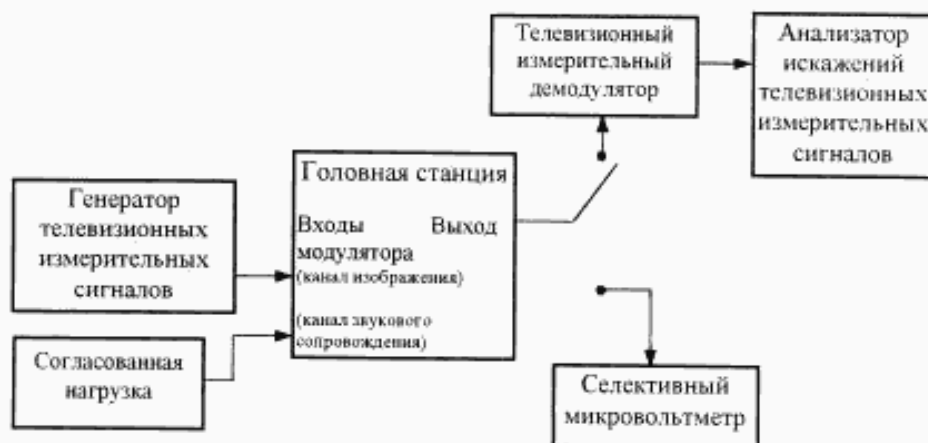 Телевизионный
измерительный
демодулятор
Анализатор
искажений
телевизионных
измерительных
сигналов
Генератор
телевизионных
измерительных
сигналов
Головная станция
Входы Выход
модулятора
(канал изображения)
(канал звукового
сопровождения)
Согласованная
нагрузка
Селективный
микровольтметр